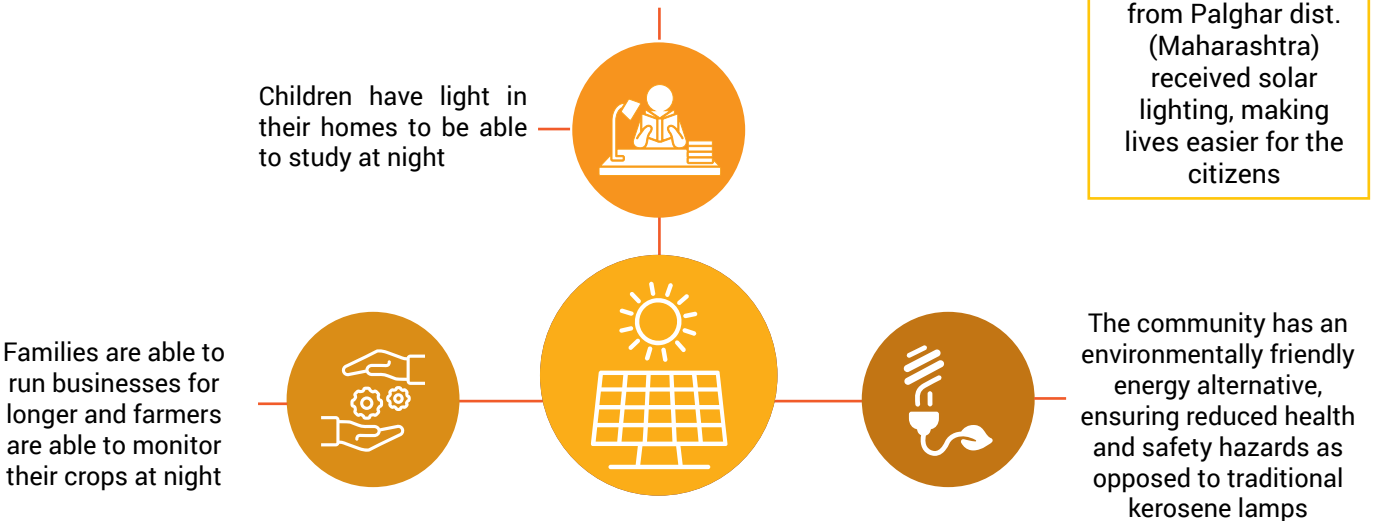 from Palghar dist.
(Maharashtra)
received solar
lighting, making
lives easier for the
citizens
Children have light in
their homes to be able
to study at night
Families are able to
run businesses for
longer and farmers
are able to monitor
their crops at night
The community has an
environmentally friendly
energy alternative,
ensuring reduced health
and safety hazards as
opposed to traditional
kerosene lamps